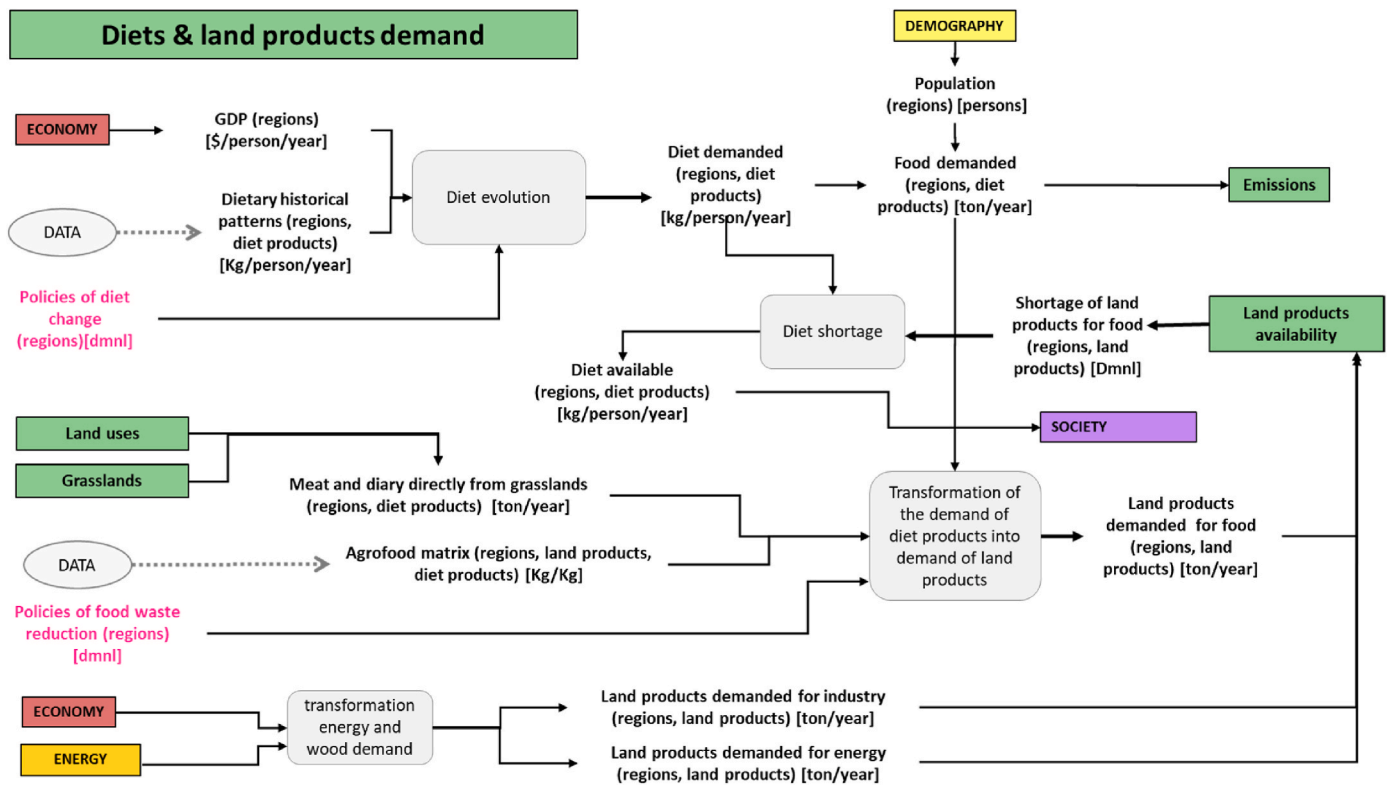 Diets & land products demand
DEMOGRAPHY
Population
(regions) [persons]
ECONOMY
GDP (regions)
[$/person/year]
Diet evolution
Diet demanded
(regions, diet
products)
[kg/person/year]
Food demanded
(regions, diet
products) [ton/year]
Emissions
DATA
Dietary historical
patterns (regions,
diet products)
[Kg/person/year]
Policies of diet
change
(regions)[dmnl]
Diet shortage
Shortage of land
products for food
(regions, land
products) [Dmnl]
Land products
availability
Diet available
(regions, diet products)
[kg/person/year]
SOCIETY
Land uses
Grasslands
Meat and diary directly from grasslands
(regions, diet products) [ton/year]
Transformation of
the demand of
diet products into
demand of land
products
Land products
demanded for food
(regions, land
products) [ton/year]
DATA
Agrofood matrix (regions, land products,
diet products) [Kg/Kg]
Policies of food waste
reduction (regions)
[dmnl]
ECONOMY
ENERGY
transformation
energy and
wood demand
Land products demanded for industry
(regions, land products) [ton/year]
Land products demanded for energy
(regions, land products) [ton/year]